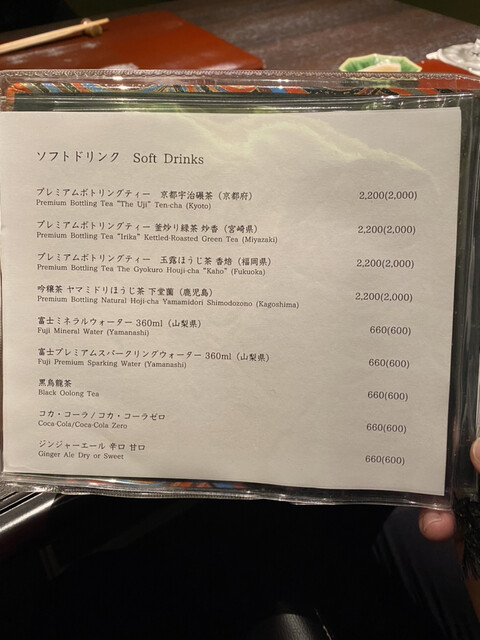 ソフトドリンク Soft Drinks
プレミアムボトリングティー 京都宇治碾茶（京都府） 2,200(2,000)
Premium Bottling Tea "The Uji" Ten-cha (Kyoto)
プレミアムボトリングティー 釜炒り緑茶 炒香（宮崎県） 2,200(2,000)
Premium Bottling Tea "Irika" Kettled-Roasted Green Tea (Miyazaki)
プレミアムボトリングティー 玉露ほうじ茶 香焙（福岡県） 2,200(2,000)
Premium Bottling Tea The Gyokuro Houji-cha "Kaho" (Fukuoka)
吟穣茶 ヤマミドリほうじ茶 下堂園（鹿児島） 2,200(2,000)
Premium Bottling Natural Hoji-cha Yamamidori Shimodozono (Kagoshima)
富士ミネラルウォーター 360ml（山梨県） 660(600)
Fuji Mineral Water (Yamanashi)
富士プレミアムスパークリングウォーター 360ml（山梨県） 660(600)
Fuji Premium Sparking Water (Yamanashi)
黒烏龍茶 660(600)
Black Oolong Tea
コカ・コーラ / コカ・コーラゼロ 660(600)
Coca-Cola/Coca-Cola Zero
ジンジャーエール 辛口 甘口 660(600)
Ginger Ale Dry or Sweet